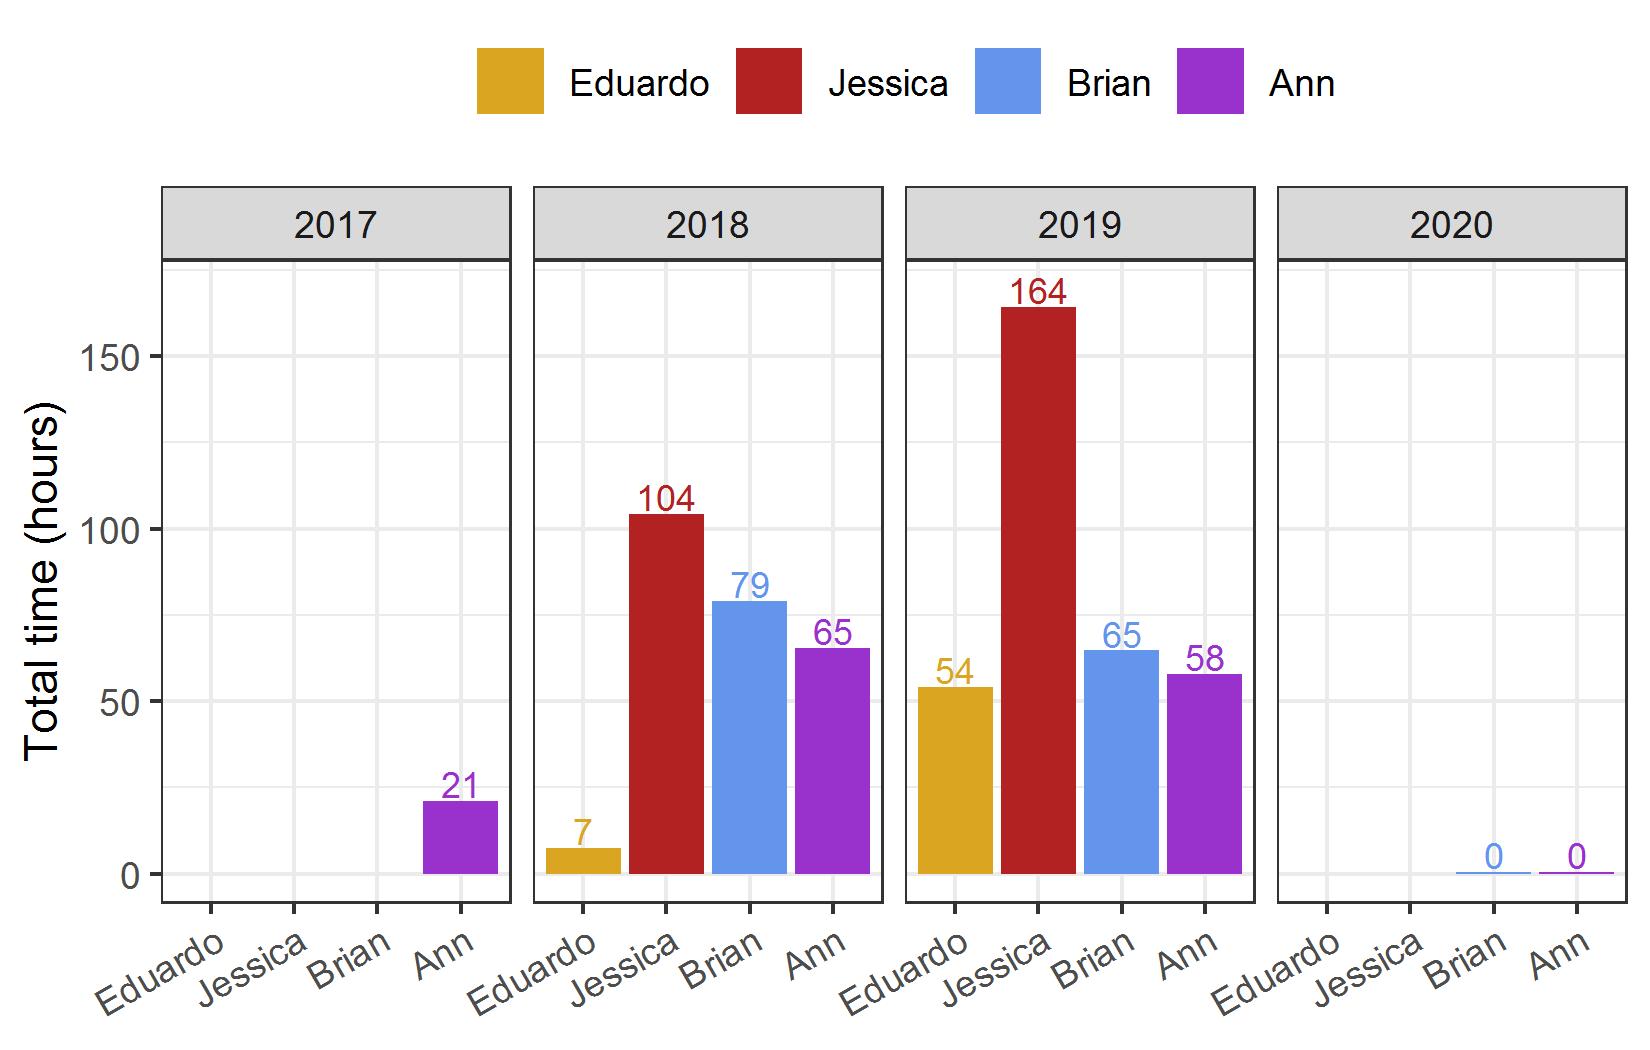 Eduardo Jessica Brian Ann
2017 2018 2019 2020
164
150
104
100
79
65 65
58
54
50
21
7
0 0 0
Total time (hours)
Eduardo Jessica Brian Ann Eduardo Jessica Brian Ann Eduardo Jessica Brian Ann Eduardo Jessica Brian Ann